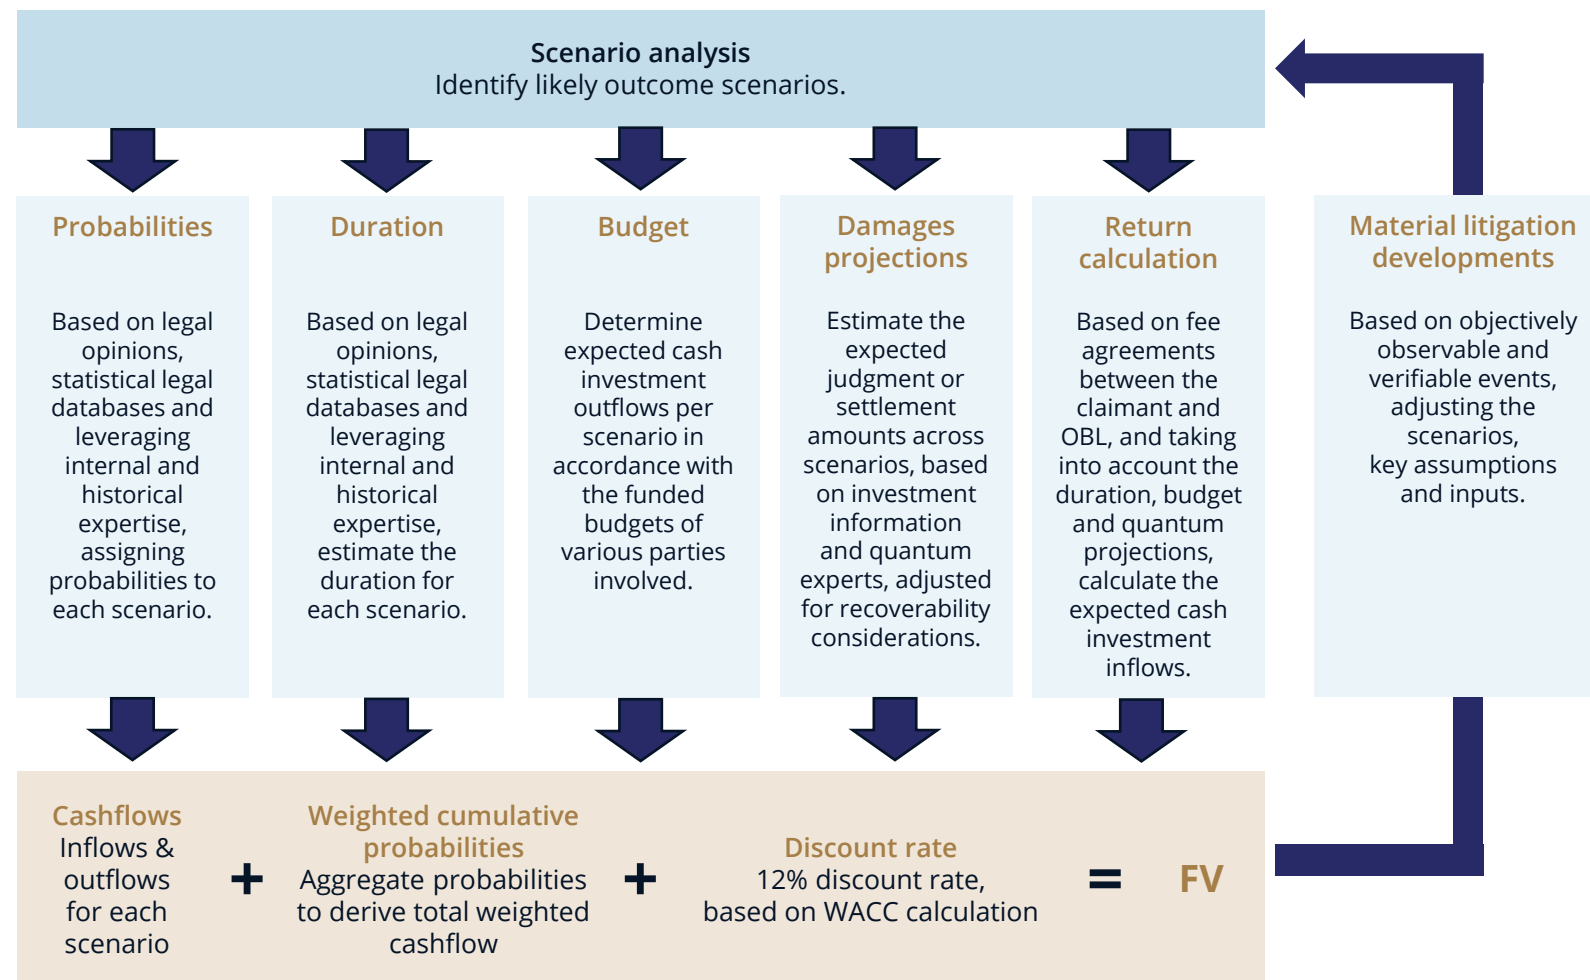 Scenario analysis
Identify likely outcome scenarios.
Probabilities
Based on legal
opinions,
statistical legal
databases and
leveraging
internal and
historical
expertise,
assigning
probabilities to
each scenario.
Duration
Based on legal
opinions,
statistical legal
databases and
leveraging
internal and
historical
expertise,
estimate the
duration for
each scenario.
Budget
Determine
expected cash
investment
outflows per
scenario in
accordance with
the funded
budgets of
various parties
involved.
Damages
projections
Estimate the
expected
judgment or
settlement
amounts across
scenarios, based
on investment
information
and quantum
experts, adjusted
for recoverability
considerations.
Return
calculation
Based on fee
agreements
between the
claimant and
OBL, and taking
into account the
duration, budget
and quantum
projections,
calculate the
expected cash
investment
inflows.
Material litigation
developments
Based on objectively
observable and
verifiable events,
adjusting the
scenarios,
key assumptions
and inputs.
Cashflows
Inflows &
outflows
for each
scenario
+
Weighted cumulative
probabilities
Aggregate probabilities
to derive total weighted
cashflow
+
Discount rate
12% discount rate,
based on WACC calculation
=
FV